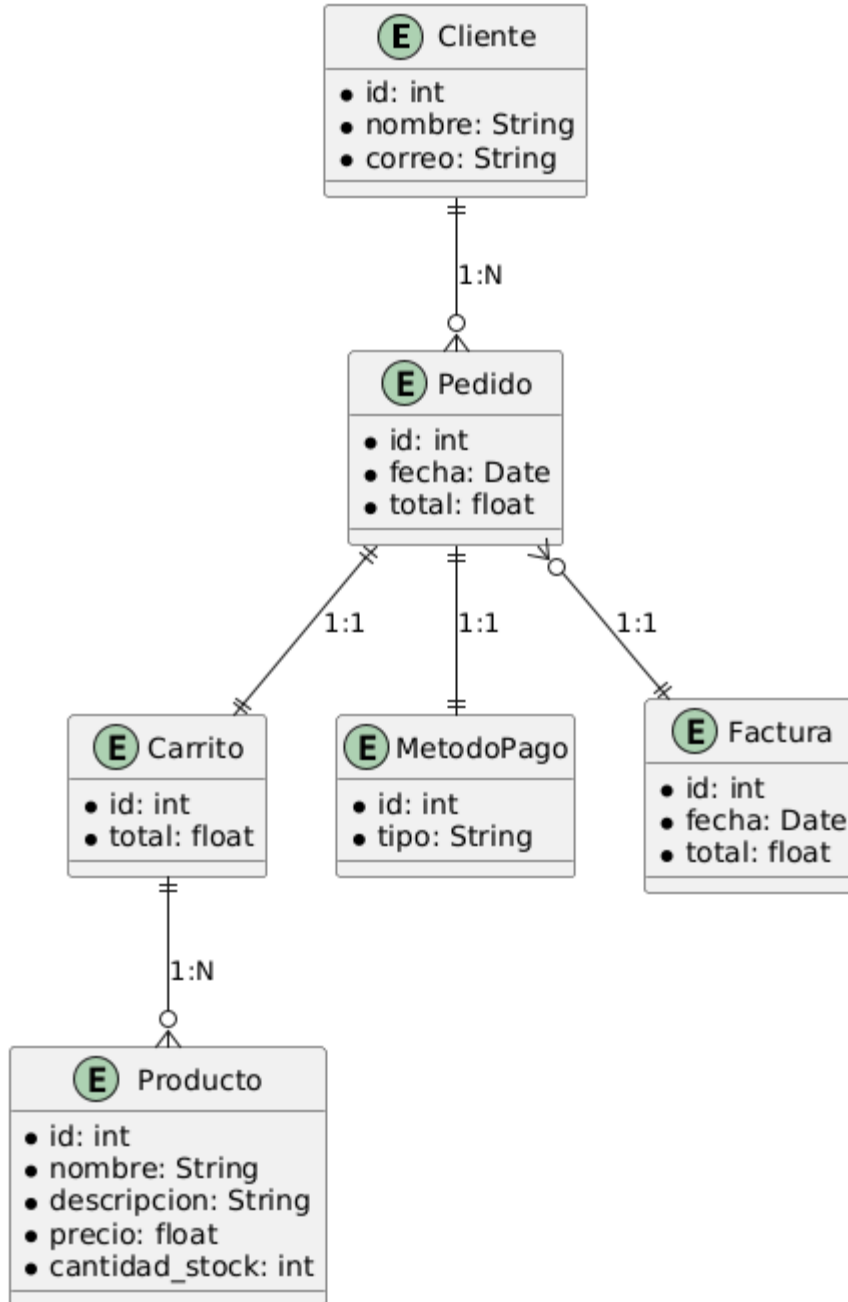 E Cliente
id: int
nombre: String
correo: String
1:N
E Pedido
id: int
fecha: Date
total: float
1:1
1:1
1:1
E Carrito
id: int
total: float
E MetodoPago
id: int
tipo: String
E Factura
id: int
fecha: Date
total: float
1:N
E Producto
id: int
nombre: String
descripcion: String
precio: float
cantidad_stock: int